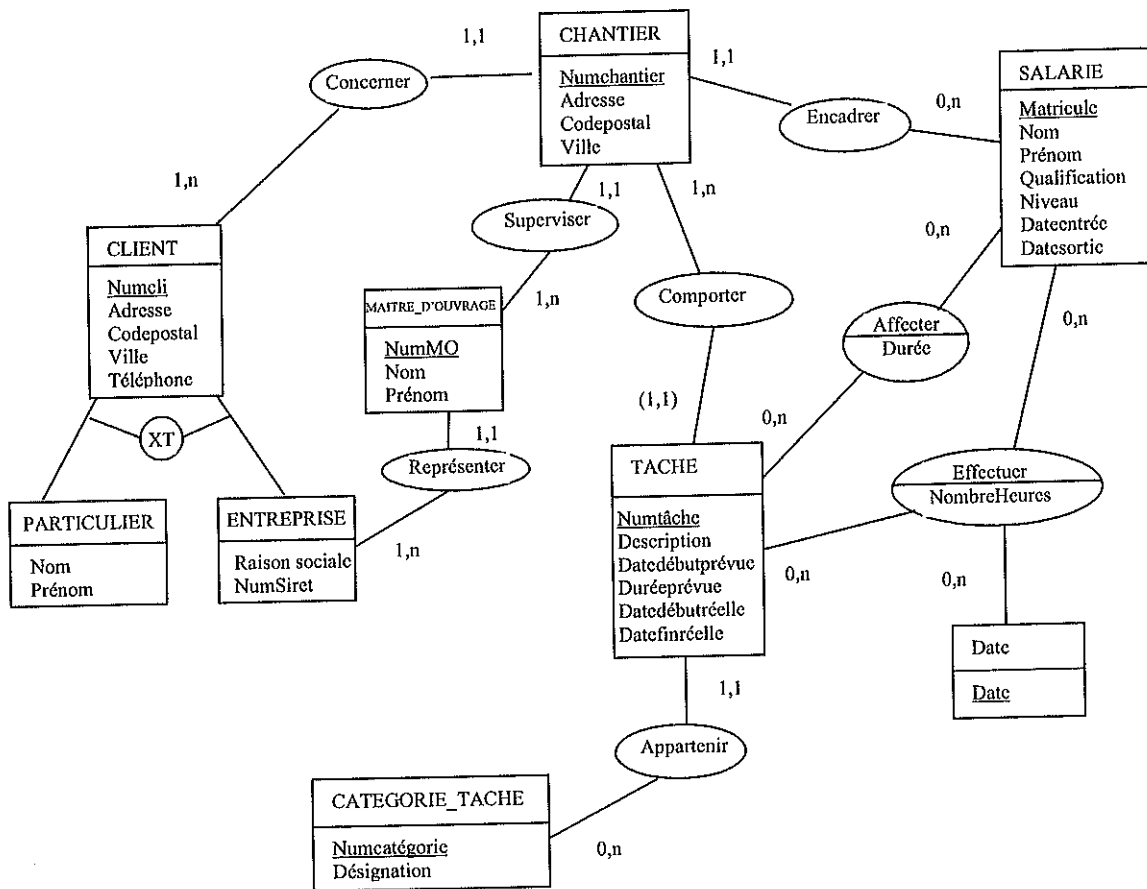 CHANTIER
Numchantier
Adresse
Codepostal
Ville
1,1
Concerner
1,1
Encadrer
0,n
SALARIE
Matricule
Nom
Prénom
Qualification
Niveau
Dateentrée
Datesortie
1,n
1,1
1,n
Superviser
0,n
CLIENT
Numcli
Adresse
Codepostal
Ville
Téléphone
MAITRE_D'OUVRAGE
NumMO
Nom
Prénom
1,n
Comporter
Affecter
Durée
0,n
XT
1,1
Représenter
(1,1)
0,n
TACHE
Numtâche
Description
Datedébutprévue
Duréeprévue
Datedébutréelle
Datefinréelle
Effectuer
NombreHeures
PARTICULIER
Nom
Prénom
ENTREPRISE
Raison sociale
NumSiret
1,n
0,n
0,n
Date
Date
1,1
Appartenir
CATEGORIE_TACHE
Numcatégorie
Désignation
0,n